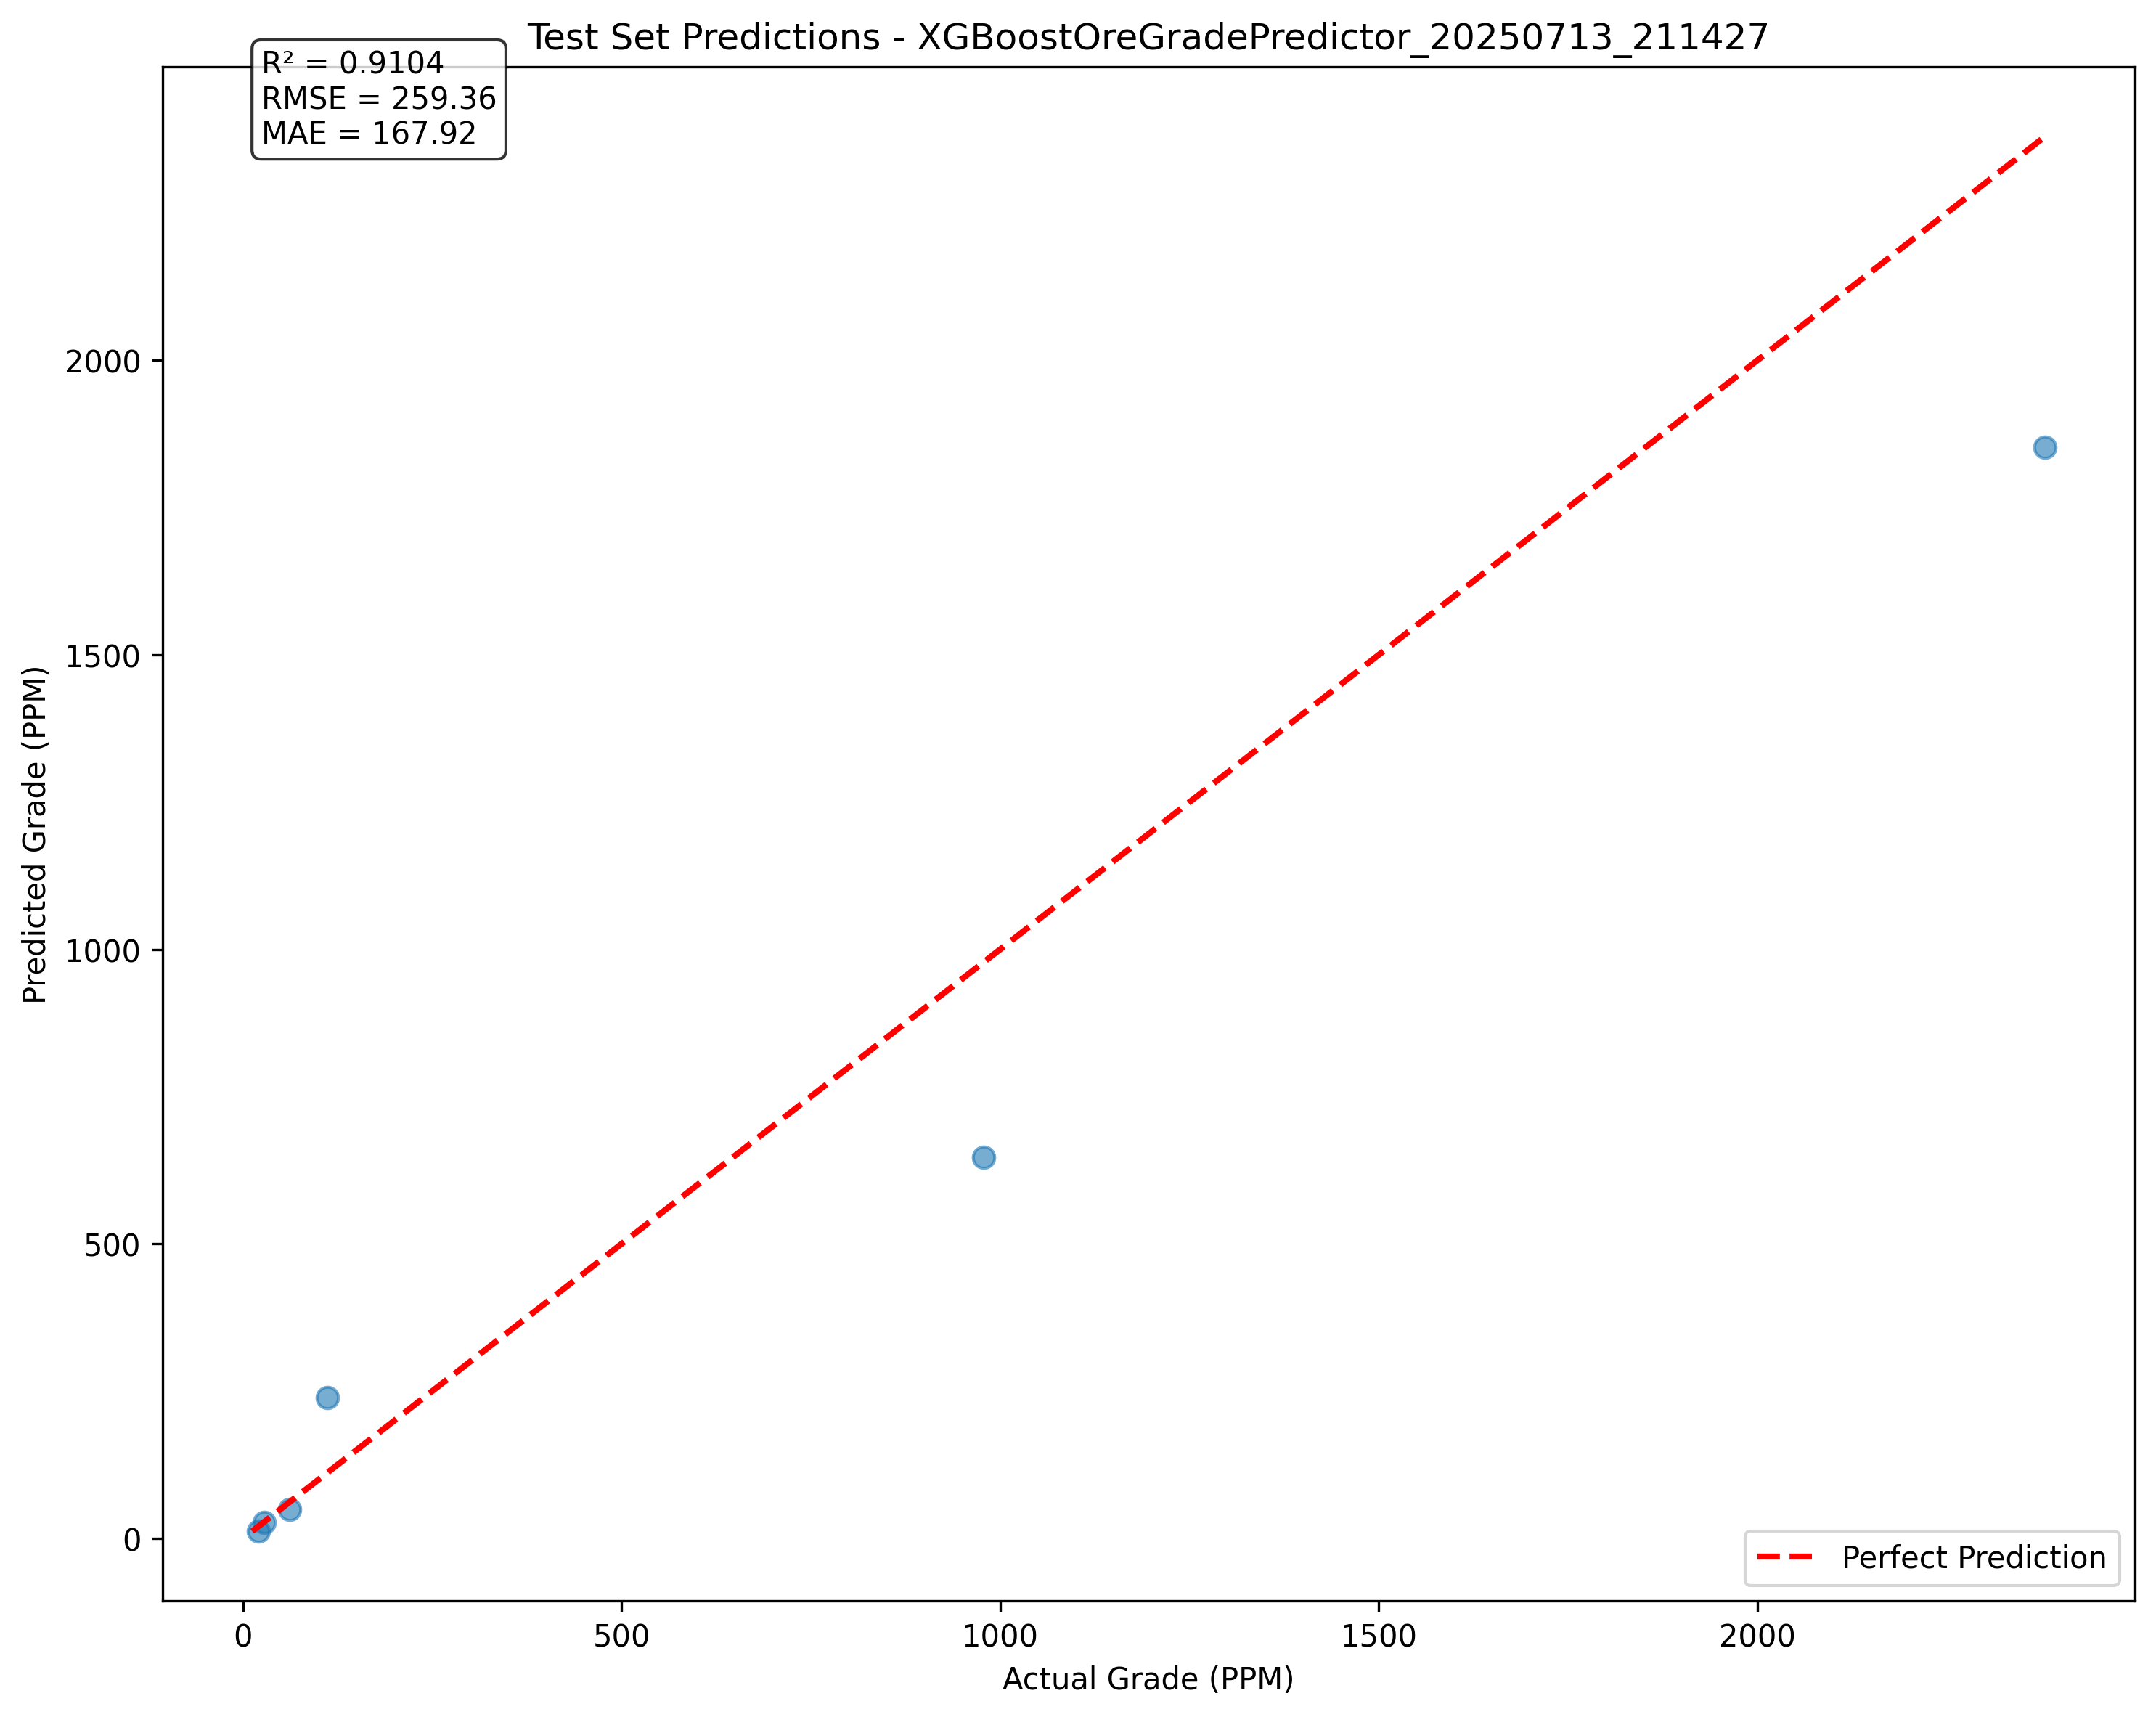 Test Set Predictions - XGBoostOreGradePredictor_20250713_211427
R² = 0.9104
RMSE = 259.36
MAE = 167.92
Predicted Grade (PPM)
2000
1500
1000
500
0
0
500
1000
1500
2000
Actual Grade (PPM)
Perfect Prediction